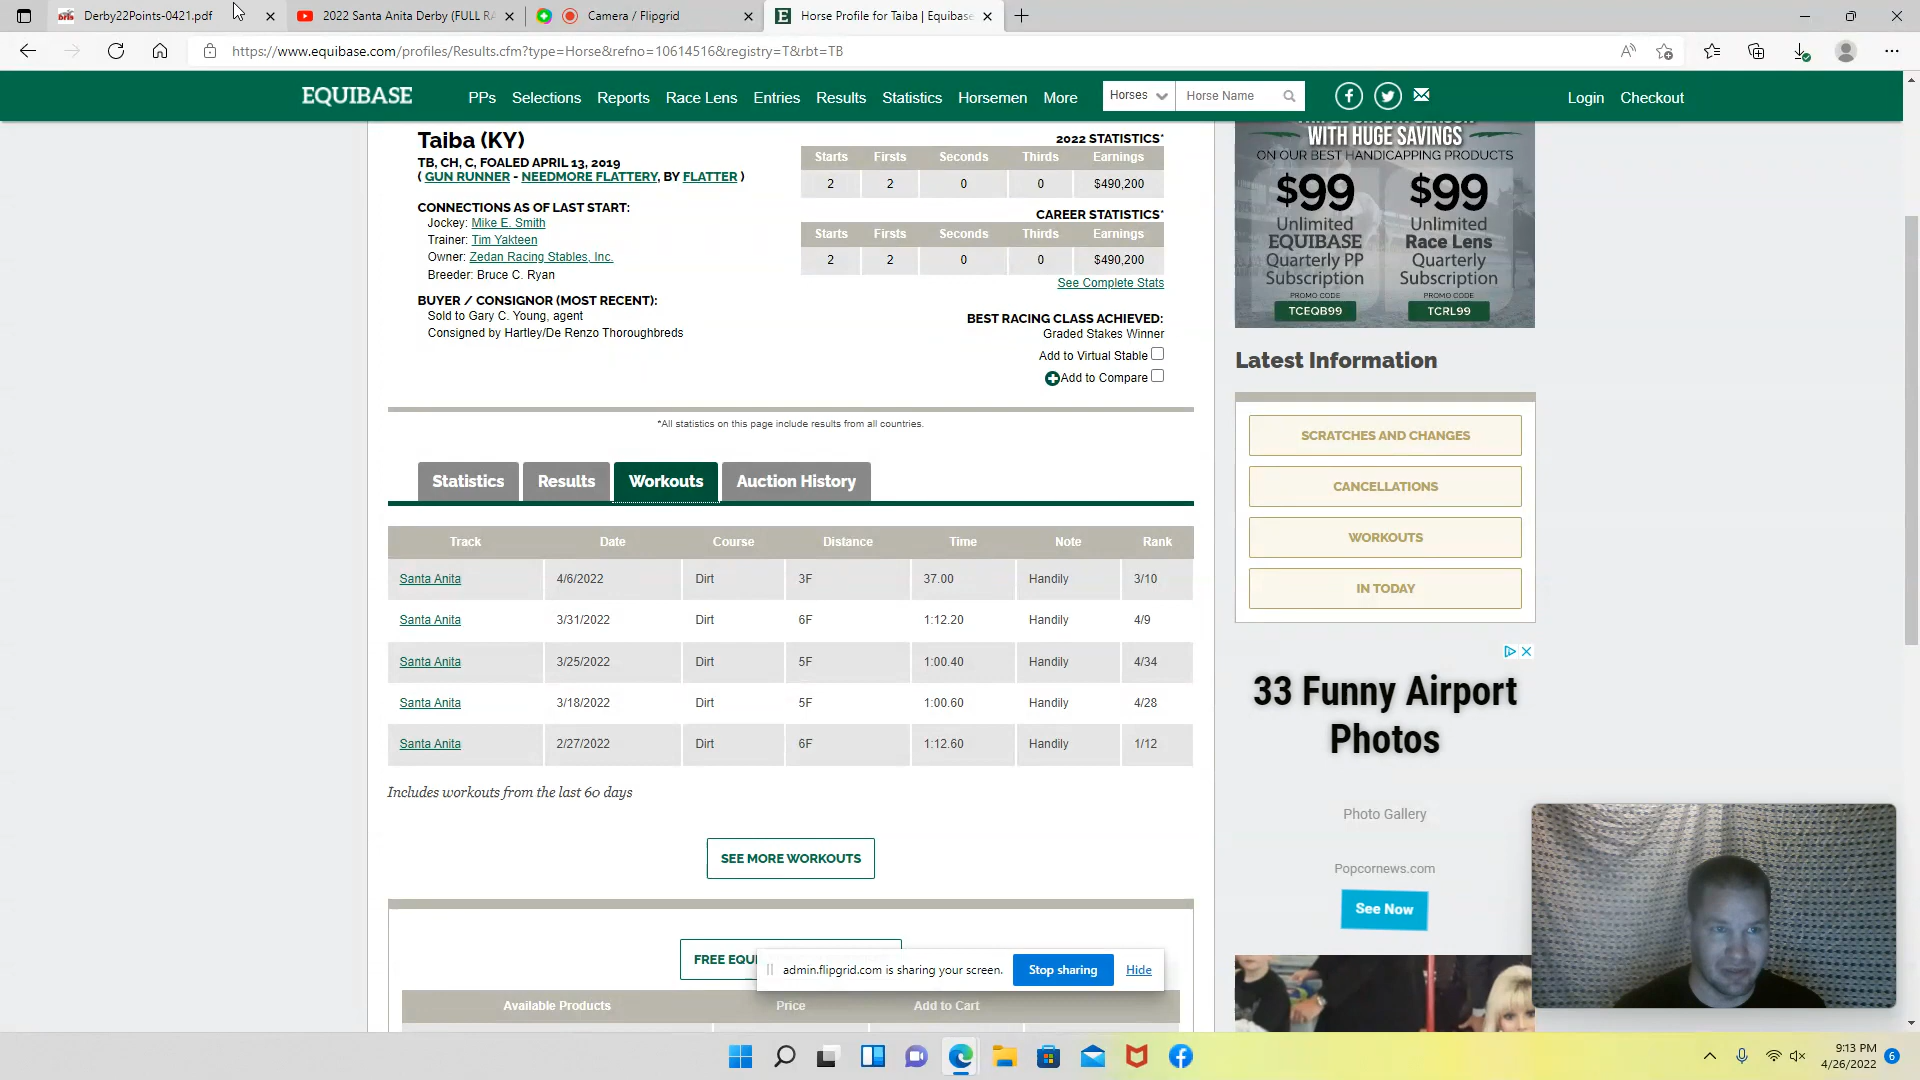 Derby22Points-0421.pdf
2022 Santa Anita Derby (FULL RA
Camera / Flipgrid
Horse Profile for Taiba | Equibase
https://www.equibase.com/profiles/Results.cfm?type=Horse&refno=10614516&registry=T&rbt=TB
EQUIBASE
PPs Selections Reports Race Lens Entries Results Statistics Horsemen More
Horses
Horse Name
Login Checkout
Taiba (KY)
TB, CH, C, FOALED APRIL 13, 2019
( GUN RUNNER - NEEDMORE FLATTERY, BY FLATTER )
CONNECTIONS AS OF LAST START:
Jockey: Mike E. Smith
Trainer: Tim Yakteen
Owner: Zedan Racing Stables, Inc.
Breeder: Bruce C. Ryan
BUYER / CONSIGNOR (MOST RECENT):
Sold to Gary C. Young, agent
Consigned by Hartley/De Renzo Thoroughbreds
2022 STATISTICS*
Starts Firsts Seconds Thirds Earnings
2 2 0 0 $490,200
CAREER STATISTICS*
Starts Firsts Seconds Thirds Earnings
2 2 0 0 $490,200
See Complete Stats
BEST RACING CLASS ACHIEVED:
Graded Stakes Winner
Add to Virtual Stable
Add to Compare
*All statistics on this page include results from all countries.
Statistics Results Workouts Auction History
Track Date Course Distance Time Note Rank
Santa Anita 4/6/2022 Dirt 3F 37.00 Handily 3/10
Santa Anita 3/31/2022 Dirt 6F 1:12.20 Handily 4/9
Santa Anita 3/25/2022 Dirt 5F 1:00.40 Handily 4/34
Santa Anita 3/18/2022 Dirt 5F 1:00.60 Handily 4/28
Santa Anita 2/27/2022 Dirt 6F 1:12.60 Handily 1/12
Includes workouts from the last 60 days
SEE MORE WORKOUTS
FREE EQU
admin.flipgrid.com is sharing your screen.
Stop sharing
Hide
Available Products Price Add to Cart
WITH HUGE SAVINGS
ON OUR BEST HANDICAPPING PRODUCTS
$99 $99
Unlimited Unlimited
EQUIBASE Race Lens
Quarterly PP Quarterly
Subscription Subscription
PROMO CODE PROMO CODE
TCEQB99 TCRL99
Latest Information
SCRATCHES AND CHANGES
CANCELLATIONS
WORKOUTS
IN TODAY
33 Funny Airport
Photos
Photo Gallery
Popcornews.com
See Now
9:13 PM
4/26/2022
6